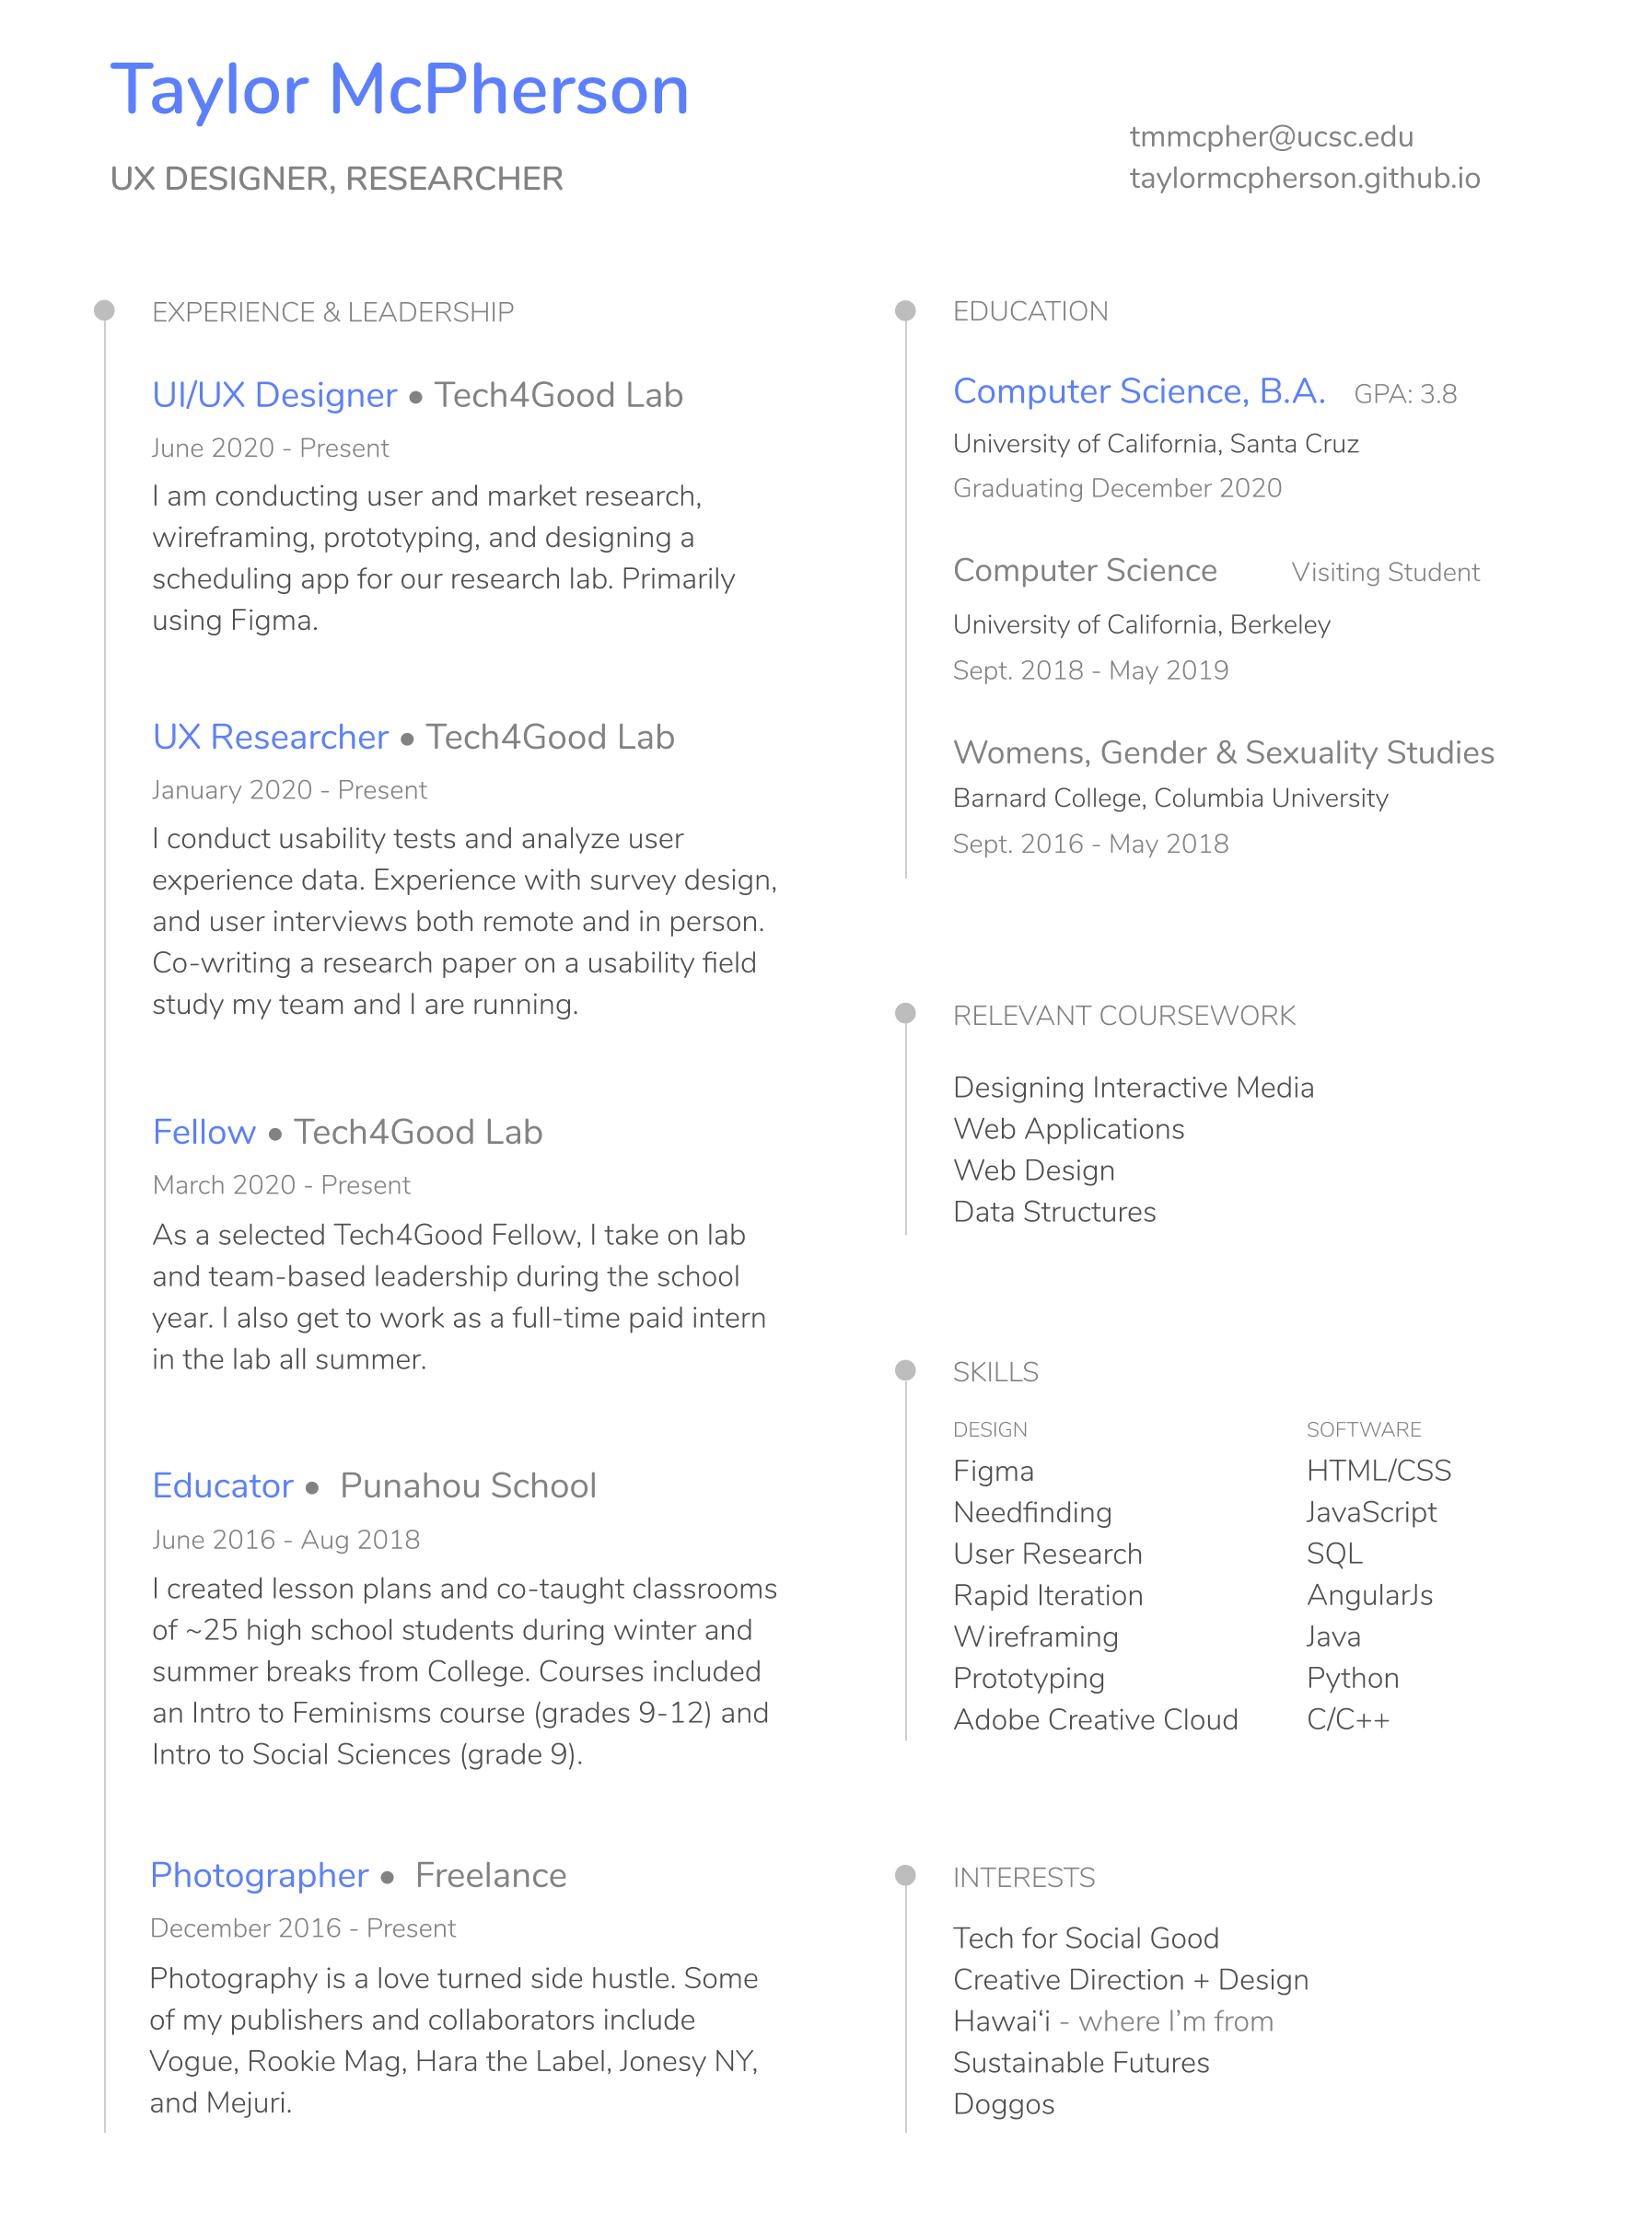 Taylor McPherson
UX DESIGNER, RESEARCHER
tmmcpher@ucsc.edu
taylormcpherson.github.io
EXPERIENCE & LEADERSHIP
UI/UX Designer • Tech4Good Lab
June 2020 - Present
I am conducting user and market research,
wireframing, prototyping, and designing a
scheduling app for our research lab. Primarily
using Figma.
UX Researcher • Tech4Good Lab
January 2020 - Present
I conduct usability tests and analyze user
experience data. Experience with survey design,
and user interviews both remote and in person.
Co-writing a research paper on a usability field
study my team and I are running.
Fellow • Tech4Good Lab
March 2020 - Present
As a selected Tech4Good Fellow, I take on lab
and team-based leadership during the school
year. I also get to work as a full-time paid intern
in the lab all summer.
Educator • Punahou School
June 2016 - Aug 2018
I created lesson plans and co-taught classrooms
of ~25 high school students during winter and
summer breaks from College. Courses included
an Intro to Feminisms course (grades 9-12) and
Intro to Social Sciences (grade 9).
Photographer • Freelance
December 2016 - Present
Photography is a love turned side hustle. Some
of my publishers and collaborators include
Vogue, Rookie Mag, Hara the Label, Jonesy NY,
and Mejuri.
EDUCATION
Computer Science, B.A. GPA: 3.8
University of California, Santa Cruz
Graduating December 2020
Computer Science Visiting Student
University of California, Berkeley
Sept. 2018 - May 2019
Womens, Gender & Sexuality Studies
Barnard College, Columbia University
Sept. 2016 - May 2018
RELEVANT COURSEWORK
Designing Interactive Media
Web Applications
Web Design
Data Structures
SKILLS
DESIGN
Figma
Needfinding
User Research
Rapid Iteration
Wireframing
Prototyping
Adobe Creative Cloud
SOFTWARE
HTML/CSS
JavaScript
SQL
AngularJs
Java
Python
C/C++
INTERESTS
Tech for Social Good
Creative Direction + Design
Hawai‘i - where I’m from
Sustainable Futures
Doggos